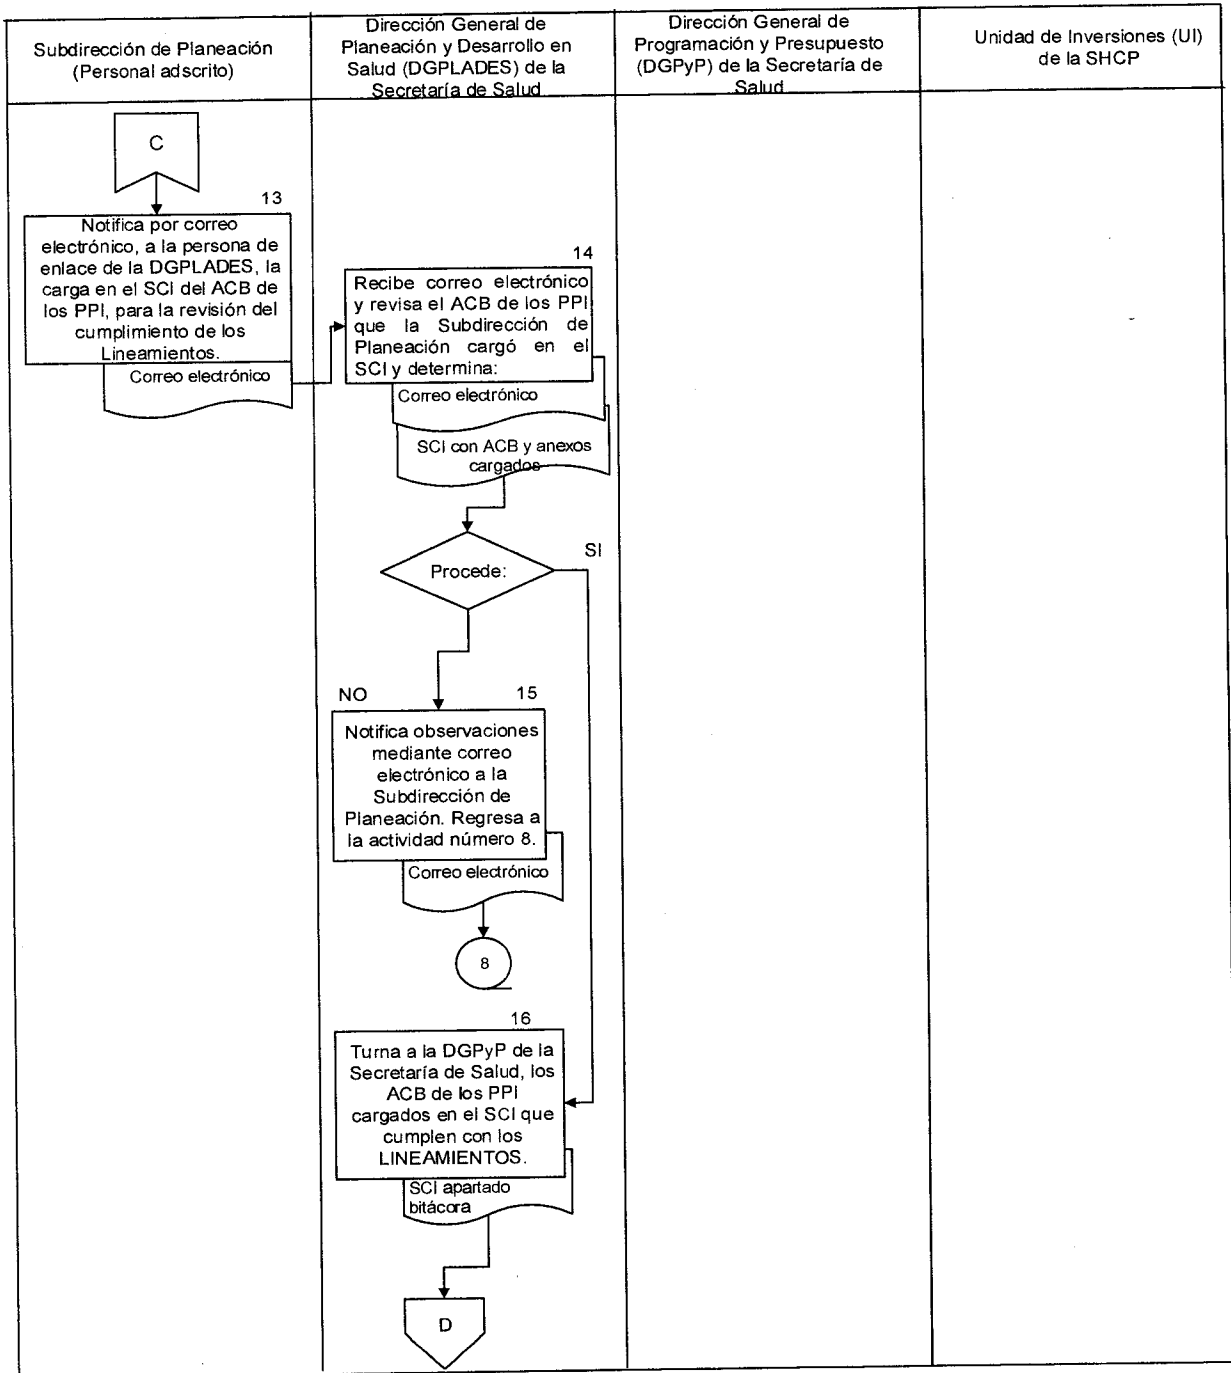 Subdirección de Planeación
(Personal adscrito)
Dirección General de
Planeación y Desarrollo en
Salud (DGPLADES) de la
Secretaría de Salud
Dirección General de
Programación y Presupuesto
(DGPyP) de la Secretaría de
Salud
Unidad de Inversiones (UI)
de la SHCP
C
13
Notifica por correo
electrónico, a la persona de
enlace de la DGPLADES, la
carga en el SCI del ACB de
los PPI, para la revisión del
cumplimiento de los
Lineamientos.
Correo electrónico
14
Recibe correo electrónico
y revisa el ACB de los PPI
que la Subdirección de
Planeación cargó en el
SCI y determina:
Correo electrónico
SCI con ACB y anexos
cargados
Procede:
SI
NO
15
Notifica observaciones
mediante correo
electrónico a la
Subdirección de
Planeación. Regresa a
la actividad número 8.
Correo electrónico
8
16
Turna a la DGPyP de la
Secretaría de Salud, los
ACB de los PPI
cargados en el SCI que
cumplen con los
LINEAMIENTOS.
SCI apartado
bitácora
D